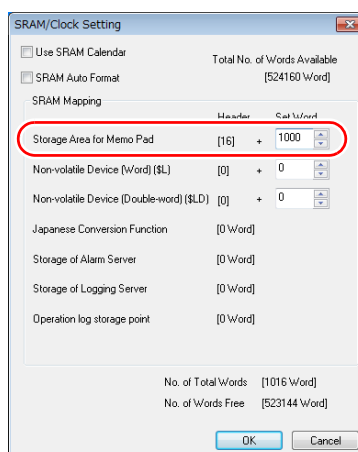 SRAM/Clock Setting
Use SRAM Calendar
Total No. of Words Available
SRAM Auto Format
[524160 Word]
SRAM Mapping
Header Set Word
Storage Area for Memo Pad [16] + 1000
Non-volatile Device (Word) ($L) [0] + 0
Non-volatile Device (Double-word) ($LD) [0] + 0
Japanese Conversion Function [0 Word]
Storage of Alarm Server [0 Word]
Storage of Logging Server [0 Word]
Operation log storage point [0 Word]
No. of Total Words [1016 Word]
No. of Words Free [523144 Word]
OK Cancel